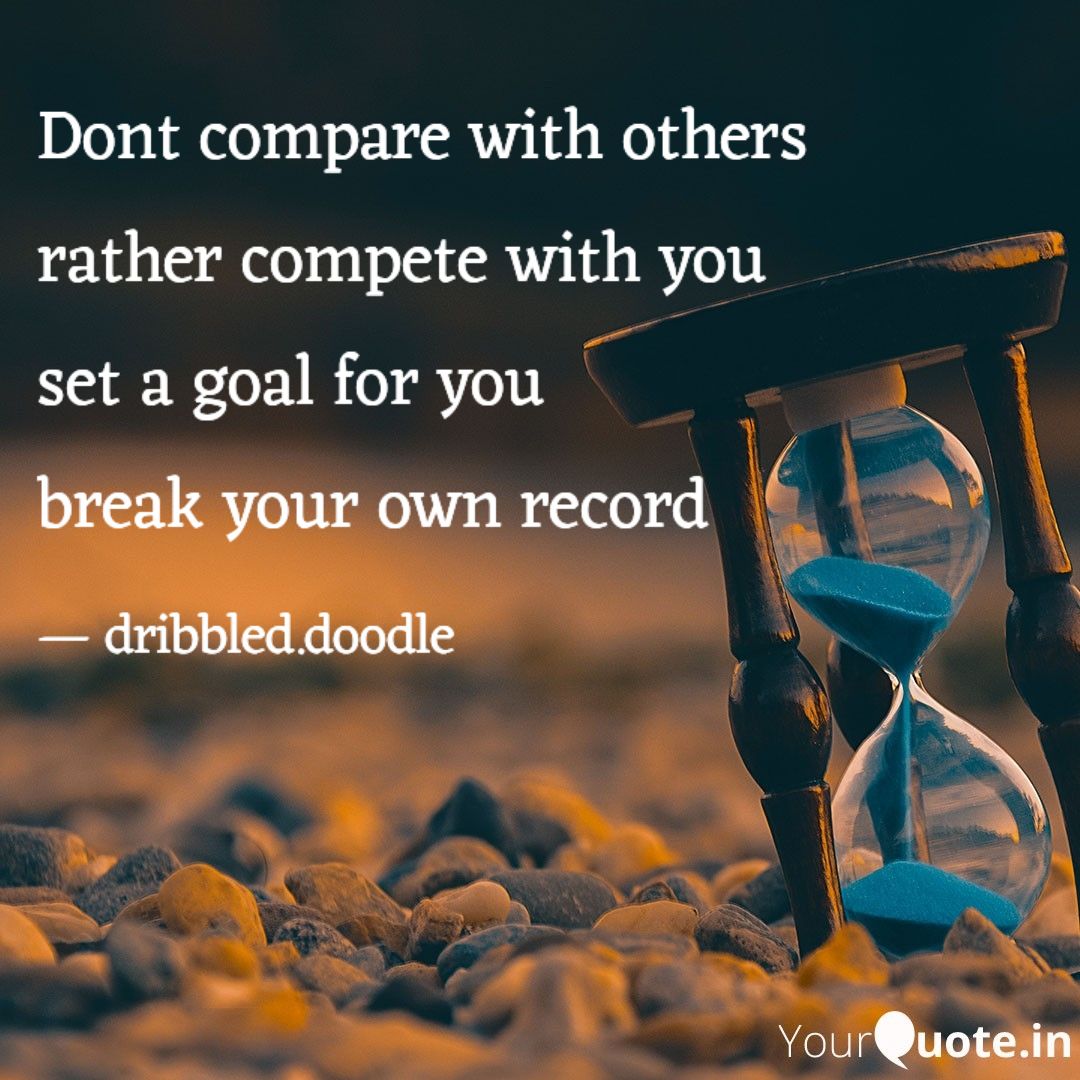 Dont compare with others
rather compete with you
set a goal for you
break your own record
— dribbled.doodle
YourQuote.in